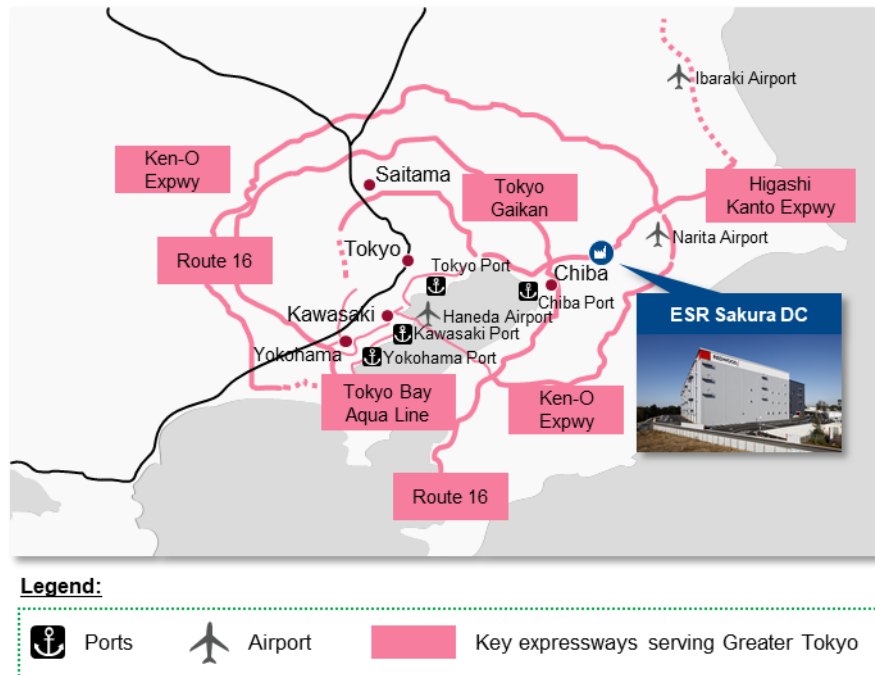 Ibaraki Airport
Ken-O
Expwy
Saitama
Tokyo
Gaikan
Higashi
Kanto Expwy
Route 16
Tokyo
Narita Airport
Tokyo Port
Chiba
Chiba Port
Kawasaki
Haneda Airport
Kawasaki Port
Yokohama
Yokohama Port
ESR Sakura DC
REDWOOD
Tokyo Bay
Aqua Line
Ken-O
Expwy
Route 16
Legend:
Ports
Airport
Key expressways serving Greater Tokyo